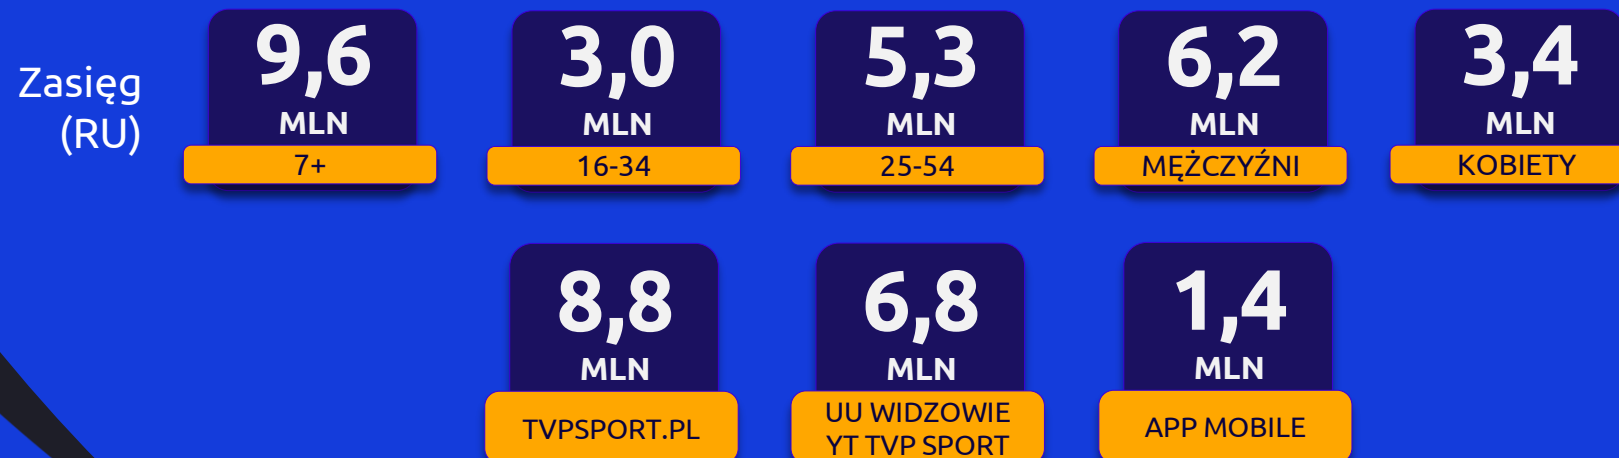 Zasięg
(RU)
9,6
MLN
7+
3,0
MLN
16-34
5,3
MLN
25-54
6,2
MLN
MĘŻCZYŹNI
3,4
MLN
KOBIETY
8,8
MLN
TVPSPORT.PL
6,8
MLN
UU WIDZOWIE
YT TVP SPORT
1,4
MLN
APP MOBILE